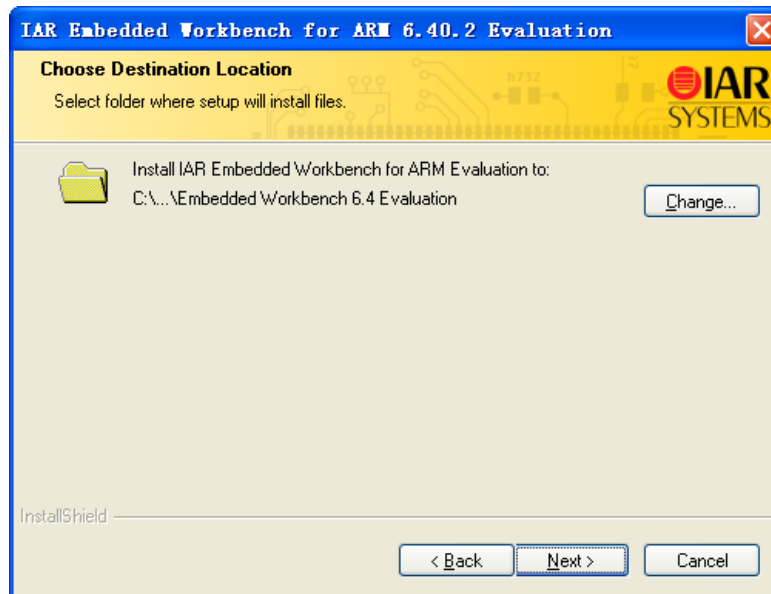 IAR Embedded Workbench for ARM 6.40.2 Evaluation
Choose Destination Location
Select folder where setup will install files.
h732
IAR
SYSTEMS
Install IAR Embedded Workbench for ARM Evaluation to:
C:\...\Embedded Workbench 6.4 Evaluation
Change...
InstallShield
< Back
Next >
Cancel